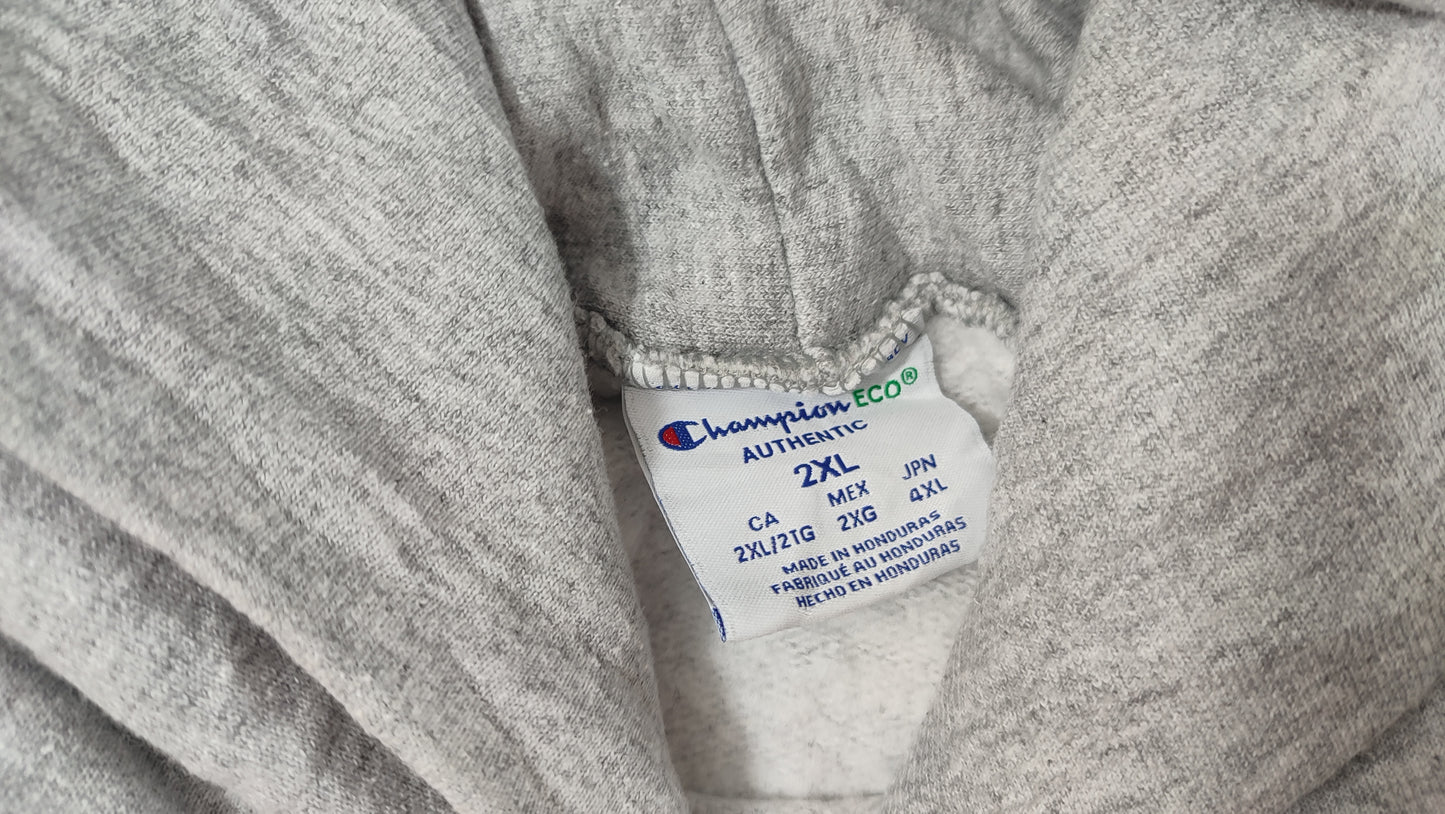 Champion ECO®
AUTHENTIC
2XL
CA MEX JPN
2XL/2TG 2XG 4XL
MADE IN HONDURAS
FABRIQUÉ AU HONDURAS
HECHO EN HONDURAS